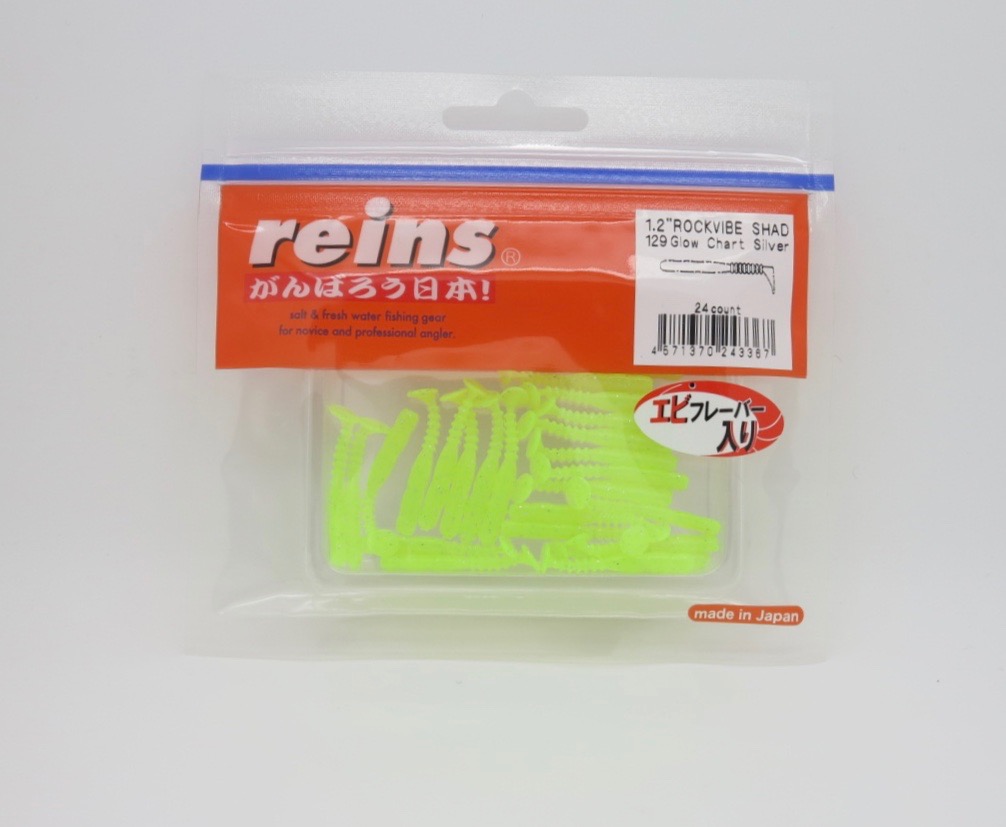 reins®
がんばろう日本!
salt & fresh water fishing gear
for novice and professional angler.
1.2"ROCKVIBE SHAD
129 Glow Chart Silver
24 count
4 571370 243387
エビフレーバー
入り
made in Japan